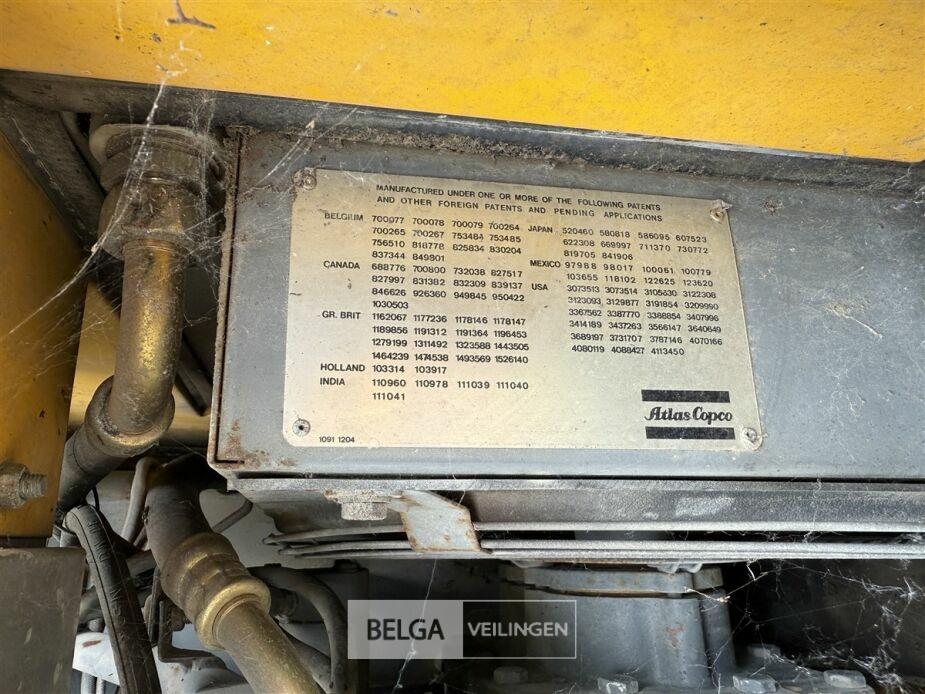 MANUFACTURED UNDER ONE OR MORE OF THE FOLLOWING PATENTS
AND OTHER FOREIGN PATENTS AND PENDING APPLICATIONS
BELGIUM 700077 700078 700079 700264
700265 700267 753484 753485
756510 818778 825834 830204
837344 849801
CANADA 688776 700800 732038 827517
827997 831382 832309 839137
846626 926360 949845 950422
1030503
GR. BRIT 1162067 1177236 1178146 1178147
1189856 1191312 1191364 1196453
1279199 1311492 1323588 1443505
1464239 1474538 1493569 1526140
HOLLAND 103314 103917
INDIA 110960 110978 111039 111040
111041
JAPAN 520460 580818 586095 607523
622308 669997 711370 730772
819705 841906
MEXICO 97988 98017 100061 100779
103655 118102 122625 123620
USA 3073513 3073514 3105630 3122308
3123093 3129877 3191854 3209990
3367562 3387770 3388854 3407996
3414189 3437263 3566147 3640649
3689197 3731707 3787146 4070166
4080119 4088427 4113450
Atlas Copco
1091 1204
BELGA VEILINGEN